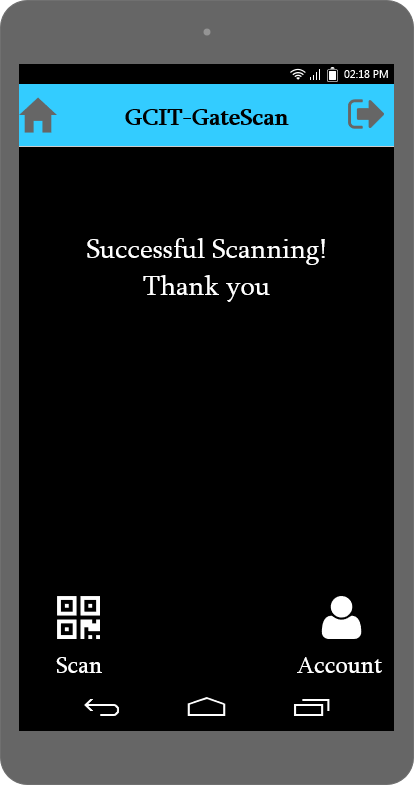 02:18 PM
GCIT-GateScan
Successful Scanning!
Thank you
Scan
Account